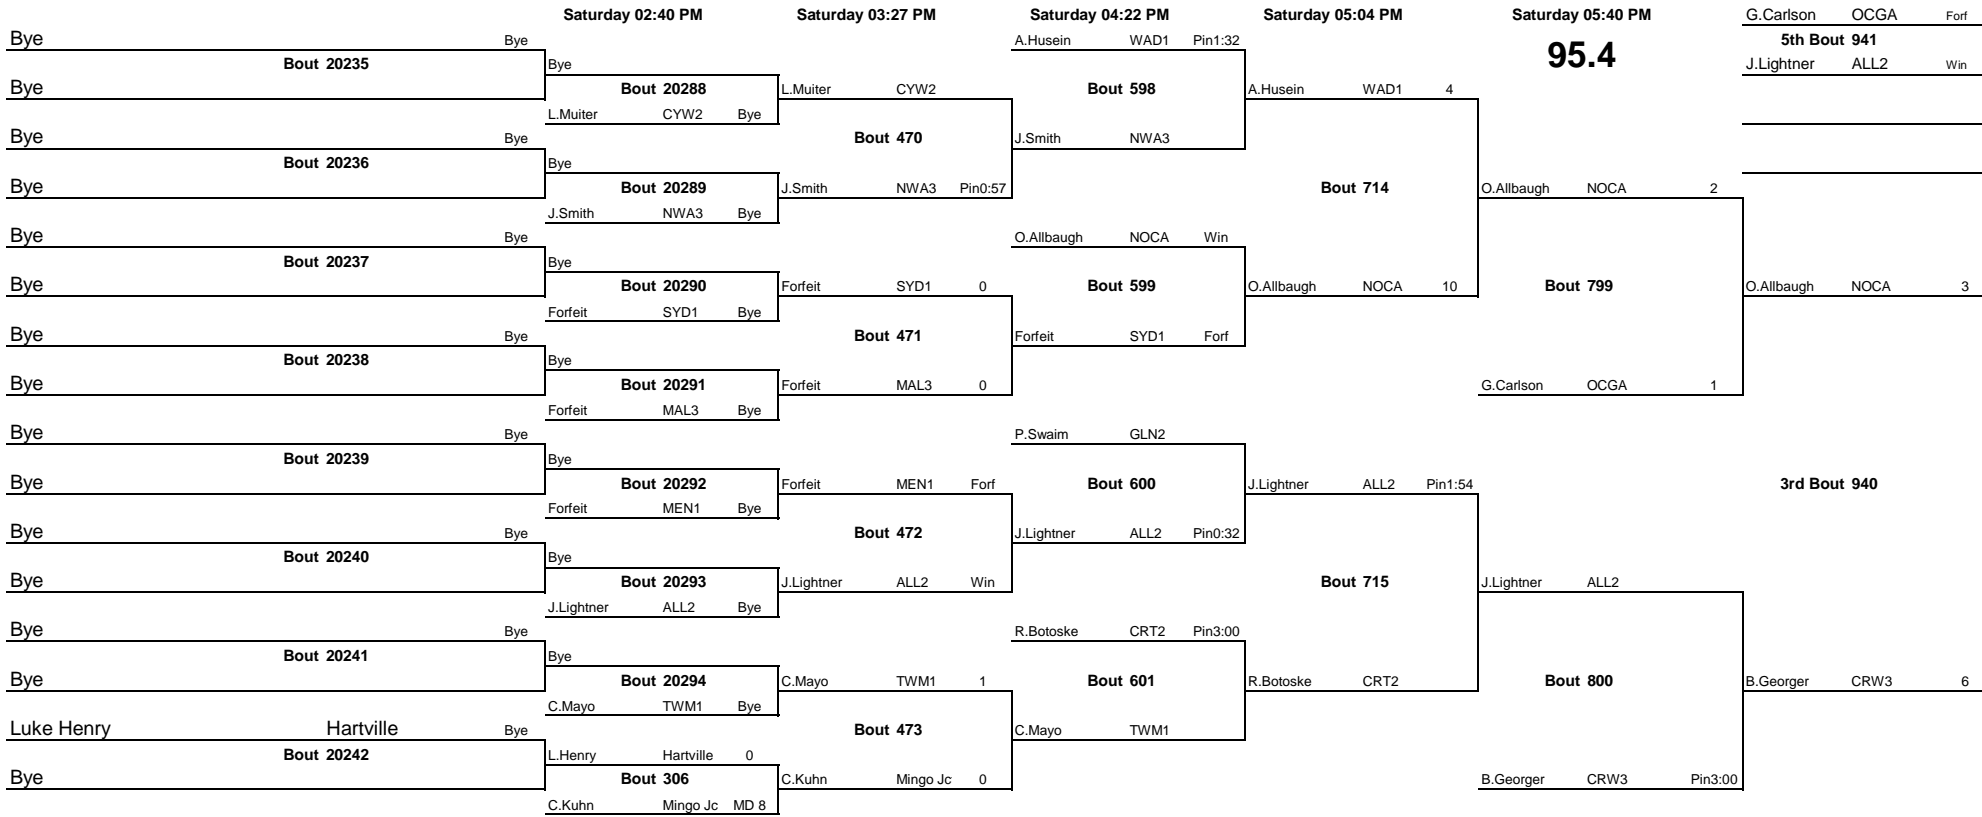 Saturday 02:40 PM Saturday 03:27 PM Saturday 04:22 PM Saturday 05:04 PM Saturday 05:40 PM G.Carlson OCGA Forf
Bye Bye A.Husein WAD1 Pin1:32 95.4 5th Bout 941
Bout 20235 Bye J.Lightner ALL2 Win
Bye Bout 20288 L.Muiter CYW2 Bout 598 A.Husein WAD1 4
L.Muiter CYW2 Bye
Bye Bye Bout 470 J.Smith NWA3
Bout 20236 Bye
Bye Bout 20289 J.Smith NWA3 Pin0:57 Bout 714 O.Allbaugh NOCA 2
J.Smith NWA3 Bye
Bye Bye O.Allbaugh NOCA Win
Bout 20237 Bye
Bye Bout 20290 Forfeit SYD1 0 Bout 599 O.Allbaugh NOCA 10 Bout 799 O.Allbaugh NOCA 3
Forfeit SYD1 Bye
Bye Bye Bout 471 Forfeit SYD1 Forf
Bout 20238 Bye
Bye Bout 20291 Forfeit MAL3 0 G.Carlson OCGA 1
Forfeit MAL3 Bye
Bye Bye P.Swaim GLN2
Bout 20239 Bye
Bye Bout 20292 Forfeit MEN1 Forf Bout 600 J.Lightner ALL2 Pin1:54 3rd Bout 940
Forfeit MEN1 Bye
Bye Bye Bout 472 J.Lightner ALL2 Pin0:32
Bout 20240 Bye
Bye Bout 20293 J.Lightner ALL2 Win Bout 715 J.Lightner ALL2
J.Lightner ALL2 Bye
Bye Bye R.Botoske CRT2 Pin3:00
Bout 20241 Bye
Bye Bout 20294 C.Mayo TWM1 1 Bout 601 R.Botoske CRT2 Bout 800 B.Georger CRW3 6
C.Mayo TWM1 Bye
Luke Henry Hartville Bye Bout 473 C.Mayo TWM1
Bout 20242 L.Henry Hartville 0
Bye Bout 306 C.Kuhn Mingo Jc 0 B.Georger CRW3 Pin3:00
C.Kuhn Mingo Jc MD 8